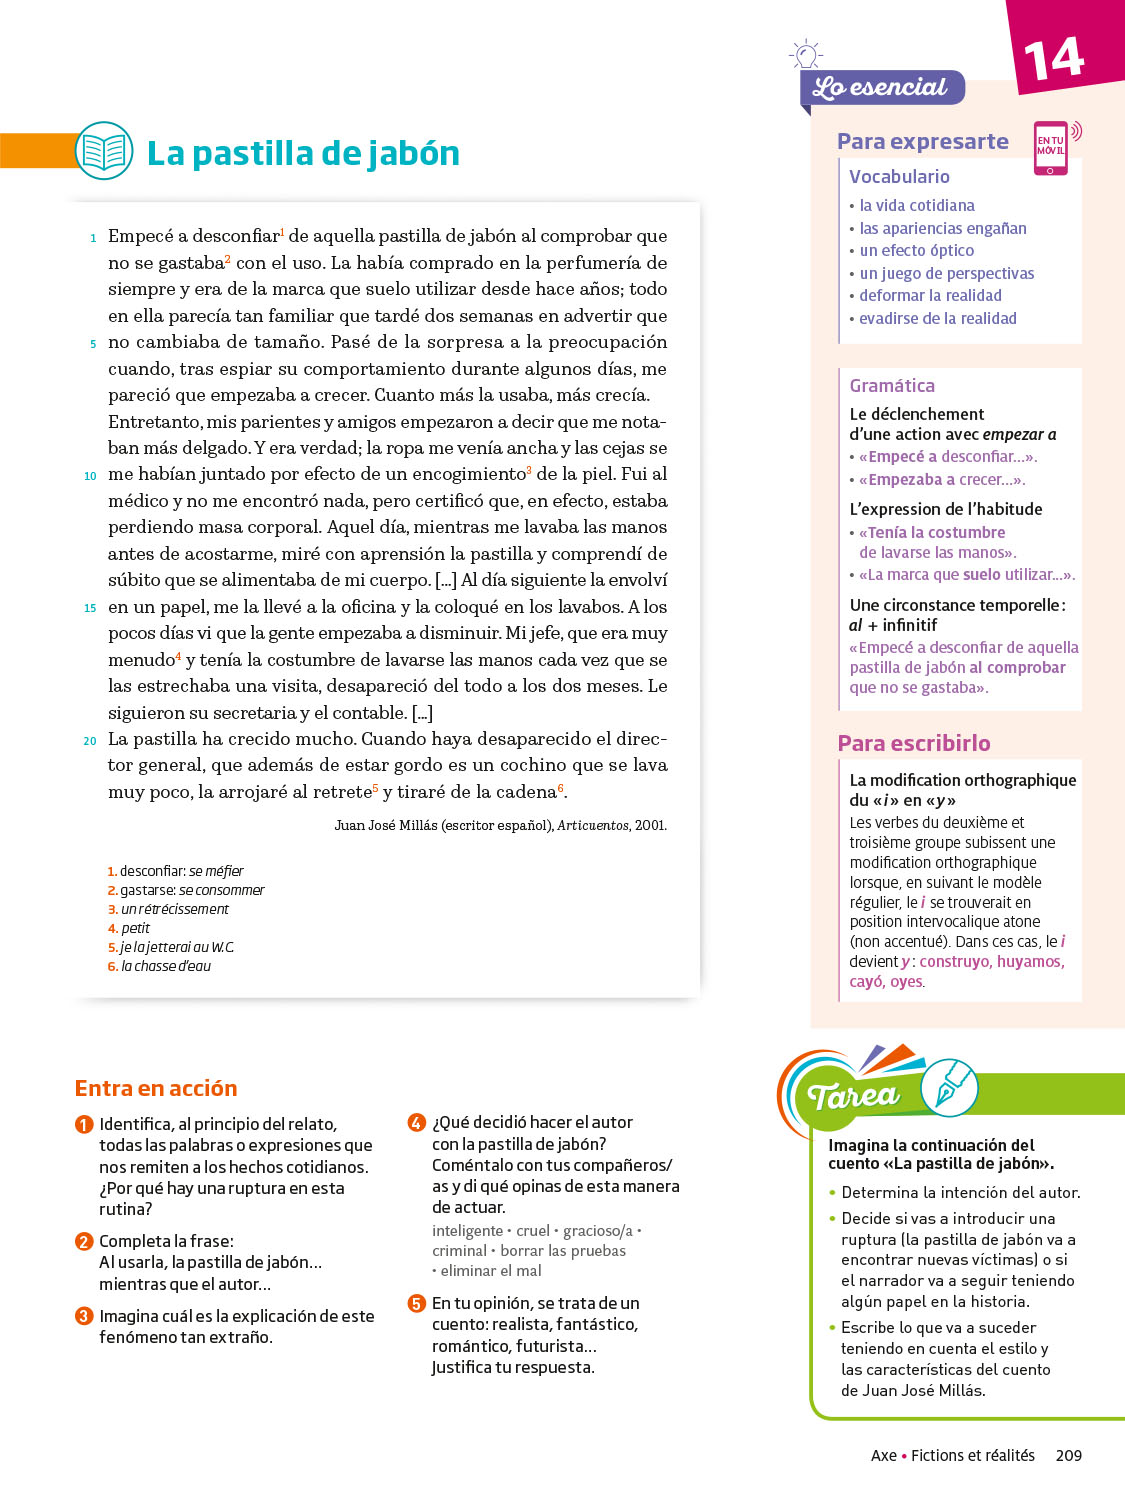 14
Lo esencial
La pastilla de jabón
1 Empecé a desconfiar1 de aquella pastilla de jabón al comprobar que
no se gastaba2 con el uso. La había comprado en la perfumería de
siempre y era de la marca que suelo utilizar desde hace años; todo
en ella parecía tan familiar que tardé dos semanas en advertir que
5 no cambiaba de tamaño. Pasé de la sorpresa a la preocupación
cuando, tras espiar su comportamiento durante algunos días, me
pareció que empezaba a crecer. Cuanto más la usaba, más crecía.
Entretanto, mis parientes y amigos empezaron a decir que me nota-
ban más delgado. Y era verdad; la ropa me venía ancha y las cejas se
10 me habían juntado por efecto de un encogimiento3 de la piel. Fui al
médico y no me encontró nada, pero certificó que, en efecto, estaba
perdiendo masa corporal. Aquel día, mientras me lavaba las manos
antes de acostarme, miré con aprensión la pastilla y comprendí de
súbito que se alimentaba de mi cuerpo. [...] Al día siguiente la envolví
15 en un papel, me la llevé a la oficina y la coloqué en los lavabos. A los
pocos días vi que la gente empezaba a disminuir. Mi jefe, que era muy
menudo4 y tenía la costumbre de lavarse las manos cada vez que se
las estrechaba una visita, desapareció del todo a los dos meses. Le
siguieron su secretaria y el contable. [...]
20 La pastilla ha crecido mucho. Cuando haya desaparecido el direc-
tor general, que además de estar gordo es un cochino que se lava
muy poco, la arrojaré al retrete5 y tiraré de la cadena6.
Juan José Millás (escritor español), Articuentos, 2001.
1. desconfiar: se méfier
2. gastarse: se consommer
3. un rétrécissement
4. petit
5. je la jetterai au W.C.
6. la chasse d'eau
Entra en acción
1 Identifica, al principio del relato,
todas las palabras o expresiones que
nos remiten a los hechos cotidianos.
¿Por qué hay una ruptura en esta
rutina?
2 Completa la frase:
Al usarla, la pastilla de jabón...
mientras que el autor...
3 Imagina cuál es la explicación de este
fenómeno tan extraño.
4 ¿Qué decidió hacer el autor
con la pastilla de jabón?
Coméntalo con tus compañeros/
as y di qué opinas de esta manera
de actuar.
inteligente • cruel • gracioso/a •
criminal • borrar las pruebas
• eliminar el mal
5 En tu opinión, se trata de un
cuento: realista, fantástico,
romántico, futurista...
Justifica tu respuesta.
Para expresarte
EN TU
MÓVIL
Vocabulario
• la vida cotidiana
• las apariencias engañan
• un efecto óptico
• un juego de perspectivas
• deformar la realidad
• evadirse de la realidad
Gramática
Le déclenchement
d'une action avec empezar a
• «Empecé a desconfiar...».
• «Empezaba a crecer...».
L'expression de l'habitude
• «Tenía la costumbre
de lavarse las manos».
• «La marca que suelo utilizar...».
Une circonstance temporelle :
al + infinitif
«Empecé a desconfiar de aquella
pastilla de jabón al comprobar
que no se gastaba».
Para escribirlo
La modification orthographique
du « i » en « y »
Les verbes du deuxième et
troisième groupe subissent une
modification orthographique
lorsque, en suivant le modèle
régulier, le i se trouverait en
position intervocalique atone
(non accentué). Dans ces cas, le i
devient y : construyo, huyamos,
cayó, oyes.
Tarea
Imagina la continuación del
cuento «La pastilla de jabón».
• Determina la intención del autor.
• Decide si vas a introducir una
ruptura (la pastilla de jabón va a
encontrar nuevas víctimas) o si
el narrador va a seguir teniendo
algún papel en la historia.
• Escribe lo que va a suceder
teniendo en cuenta el estilo y
las características del cuento
de Juan José Millás.
Axe • Fictions et réalités 209